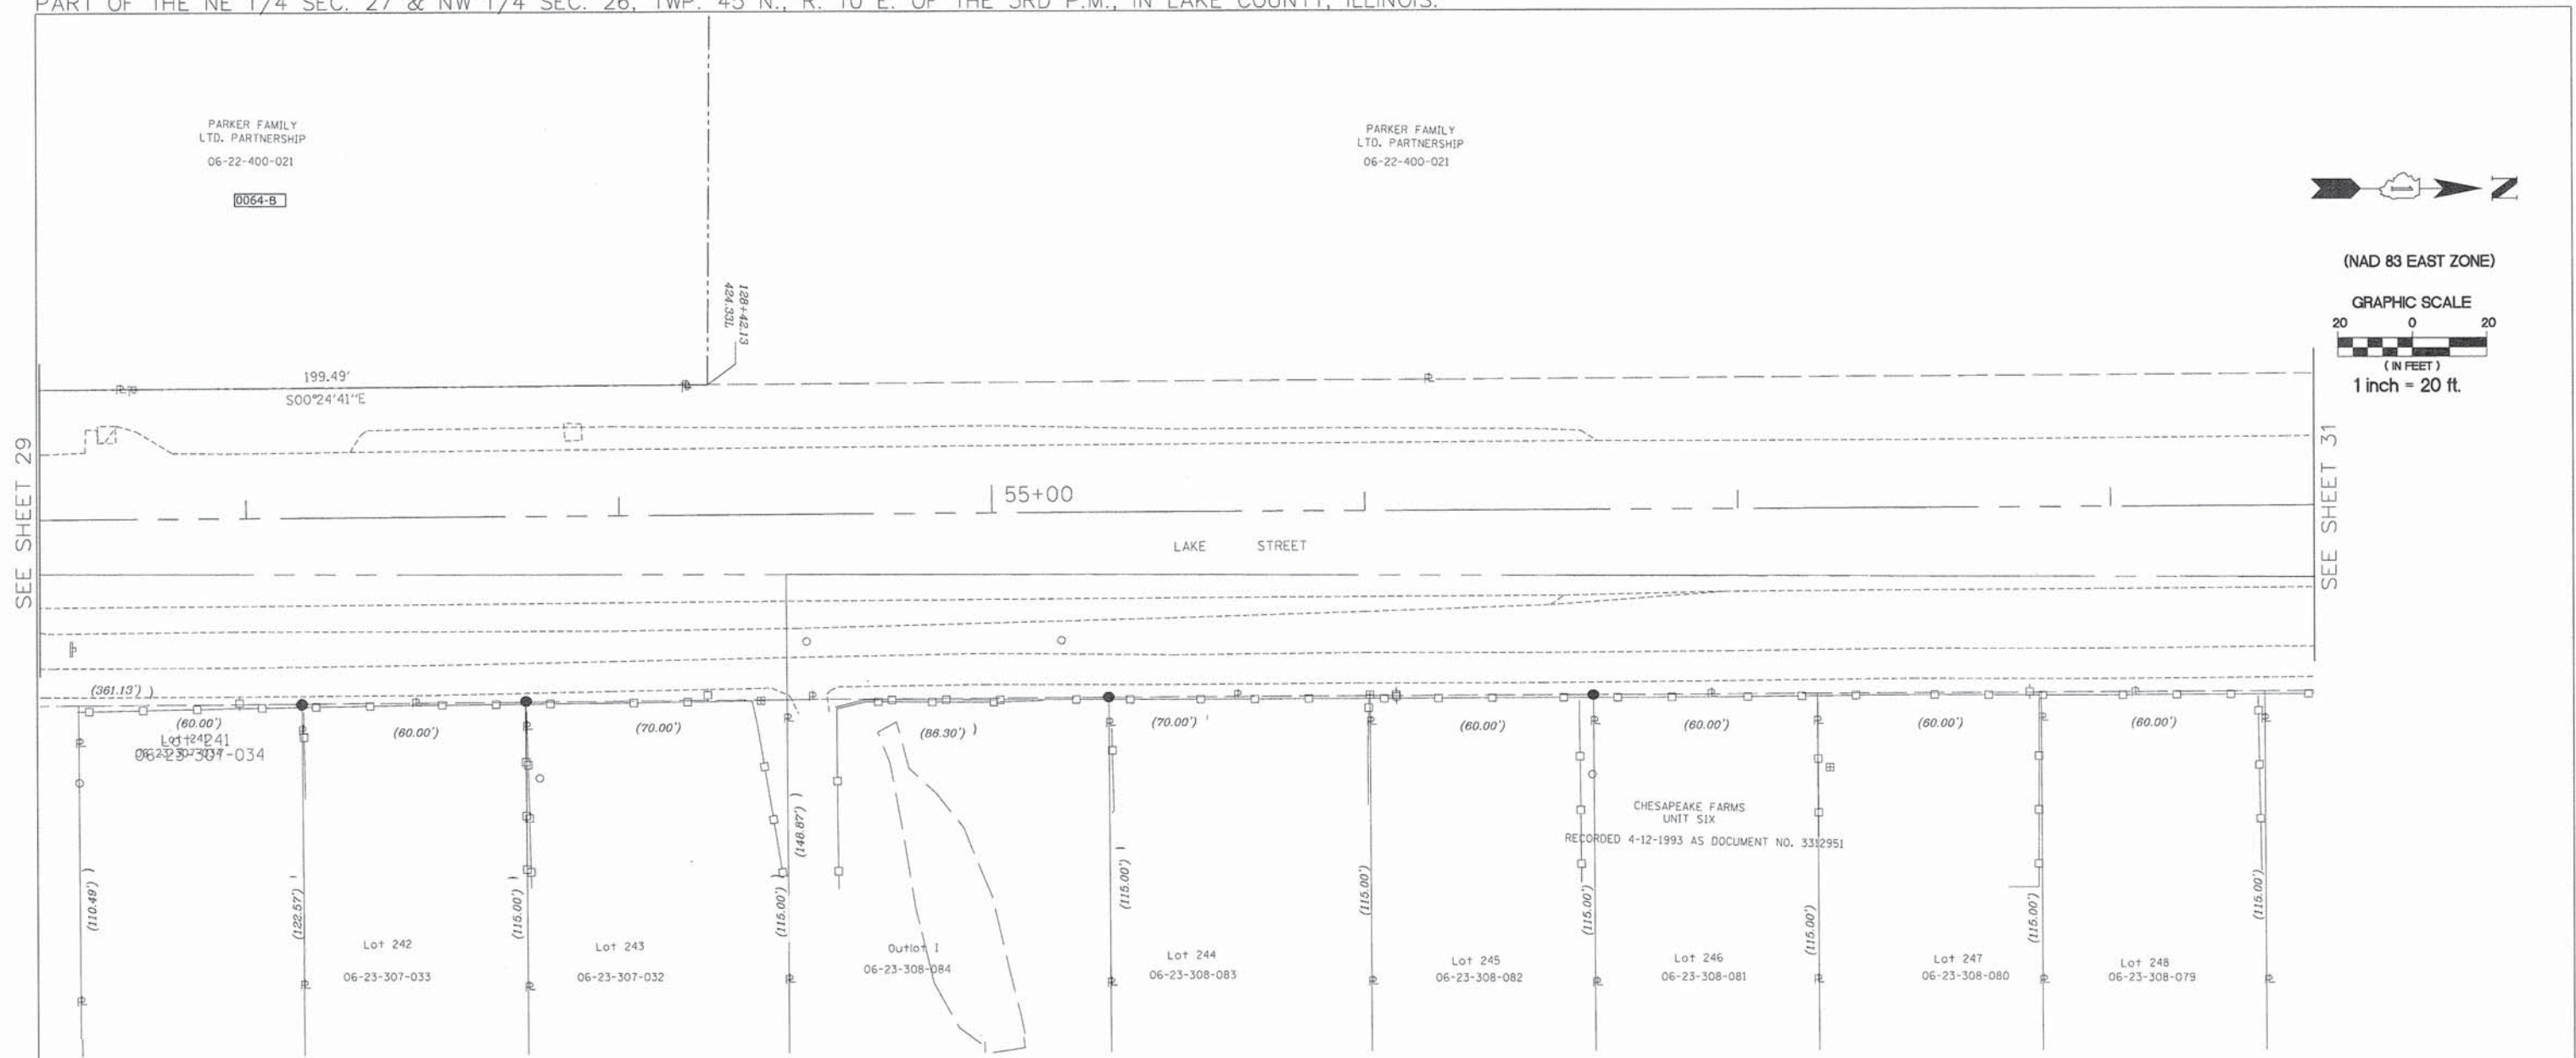 PART OF THE NE 1/4 SEC. 27 & NW 1/4 SEC. 26, TWP. 45 N., R. 10 E. OF THE 3RD P.M., IN LAKE COUNTY, ILLINOIS.
PARKER FAMILY
LTD. PARTNERSHIP
06-22-400-021
0064-B
PARKER FAMILY
LTD. PARTNERSHIP
06-22-400-021
N
(NAD 83 EAST ZONE)
GRAPHIC SCALE
20 0 20
( IN FEET )
1 inch = 20 ft.
128+42.13
424.33L
199.49'
S00°24'41"E
SEE SHEET 29
SEE SHEET 31
55+00
LAKE STREET
(361.13')
(60.00')
(60.00')
(70.00')
(86.30')
(70.00')
(60.00')
(60.00')
(60.00')
(60.00')
Lot 241
06-23-307-034
CHESAPEAKE FARMS
UNIT SIX
RECORDED 4-12-1993 AS DOCUMENT NO. 3312951
(110.49')
(122.57')
(115.00')
(115.00')
(148.87')
(115.00')
(115.00')
(115.00')
(115.00')
(115.00')
(115.00')
Lot 242
06-23-307-033
Lot 243
06-23-307-032
Outlot I
06-23-308-084
Lot 244
06-23-308-083
Lot 245
06-23-308-082
Lot 246
06-23-308-081
Lot 247
06-23-308-080
Lot 248
06-23-308-079